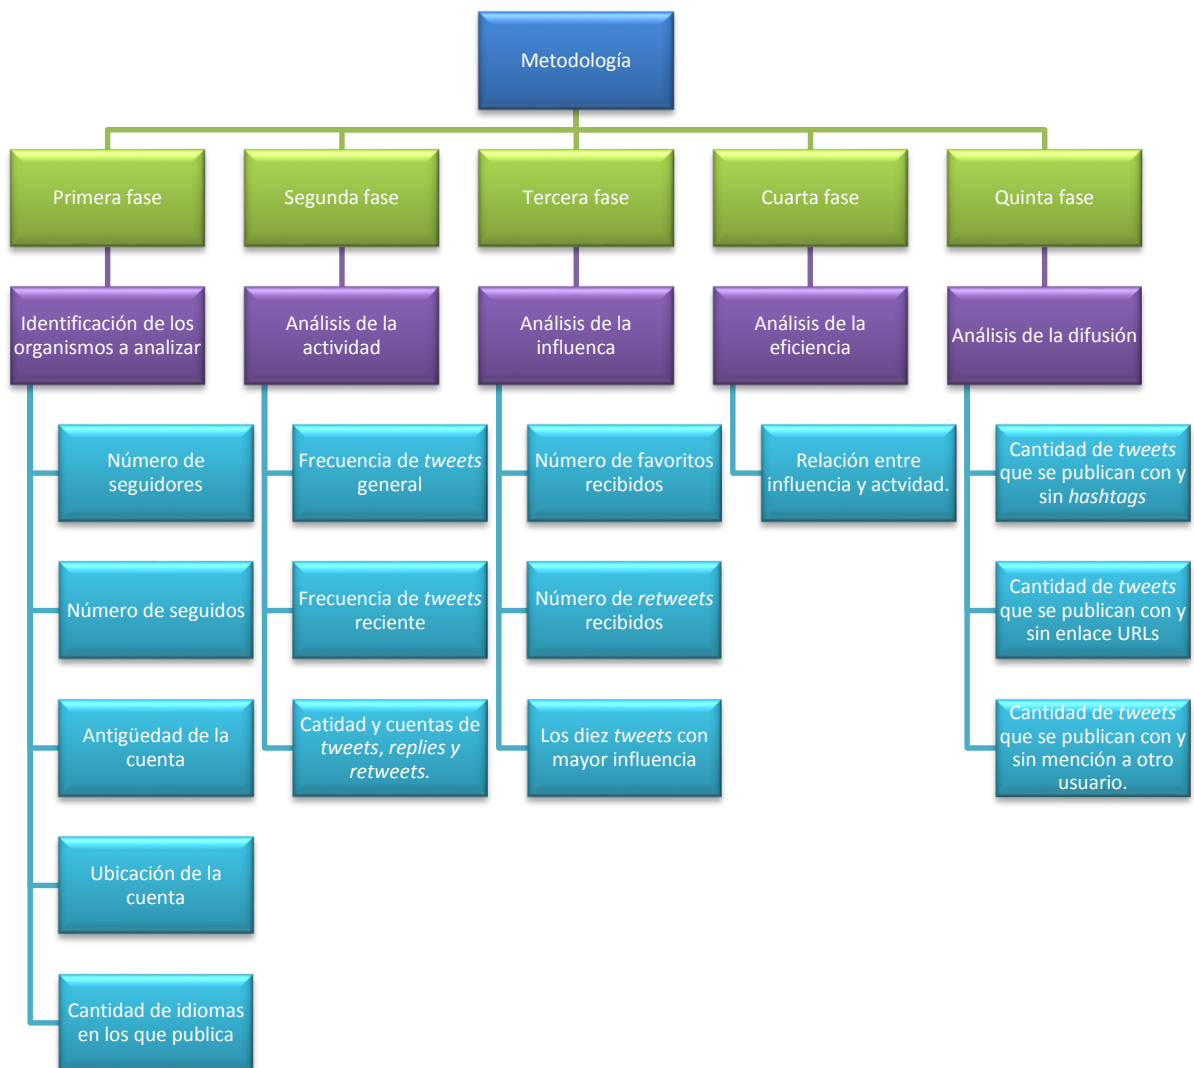 Metodología
Primera fase
Segunda fase
Tercera fase
Cuarta fase
Quinta fase
Identificación de los
organismos a analizar
Análisis de la
actividad
Análisis de la
influenca
Análisis de la
eficiencia
Análisis de la difusión
Número de
seguidores
Número de seguidos
Antigüedad de la
cuenta
Ubicación de la
cuenta
Cantidad de idiomas
en los que publica
Frecuencia de tweets
general
Frecuencia de tweets
reciente
Catidad y cuentas de
tweets, replies y
retweets.
Número de favoritos
recibidos
Número de retweets
recibidos
Los diez tweets con
mayor influencia
Relación entre
influencia y actvidad.
Cantidad de tweets
que se publican con y
sin hashtags
Cantidad de tweets
que se publican con y
sin enlace URLs
Cantidad de tweets
que se publican con y
sin mención a otro
usuario.